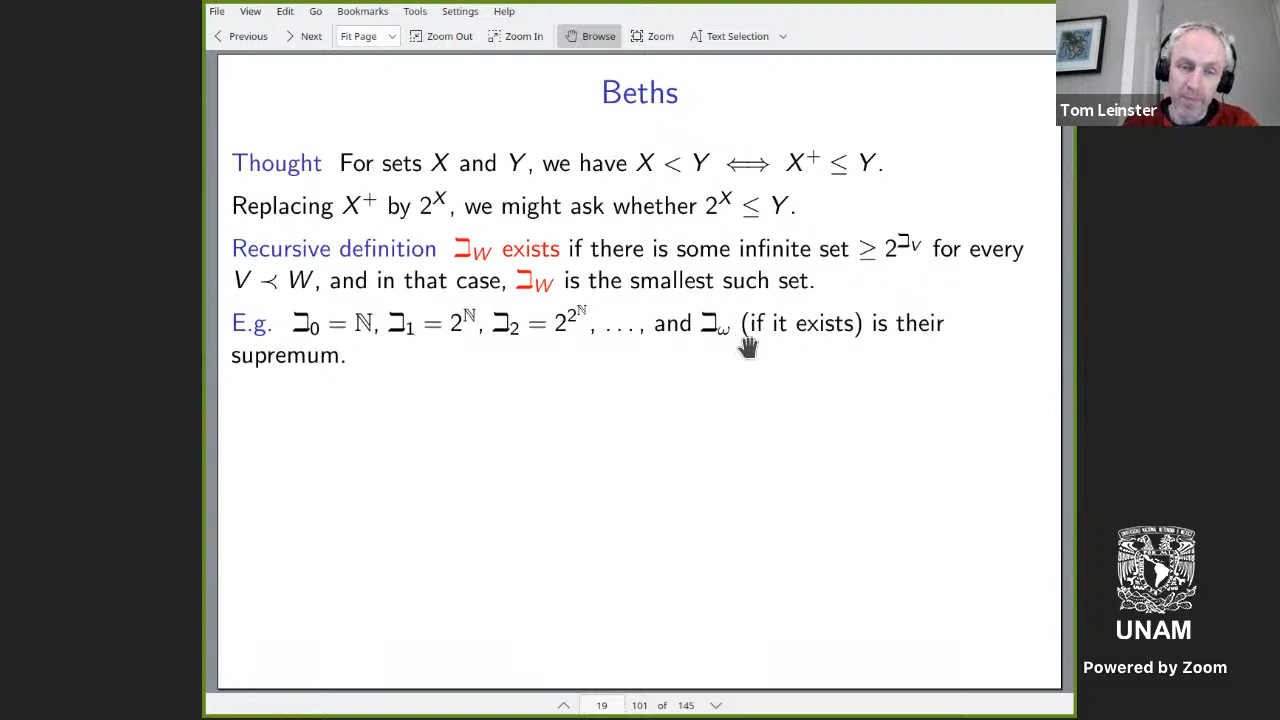 File View Edit Go Bookmarks Tools Settings Help
Previous Next Fit Page Zoom Out Zoom In Browse Zoom Text Selection
Tom Leinster
Beths
Thought For sets X and Y, we have X < Y ⟺ X⁺ ≤ Y.
Replacing X⁺ by 2^X, we might ask whether 2^X ≤ Y.
Recursive definition ℶ_W exists if there is some infinite set ≥ 2^{ℶ_V} for every
V ≺ W, and in that case, ℶ_W is the smallest such set.
E.g. ℶ_0 = ℕ, ℶ_1 = 2^ℕ, ℶ_2 = 2^{2^ℕ}, …, and ℶ_ω (if it exists) is their
supremum.
UNAM
Powered by Zoom
19 101 of 145